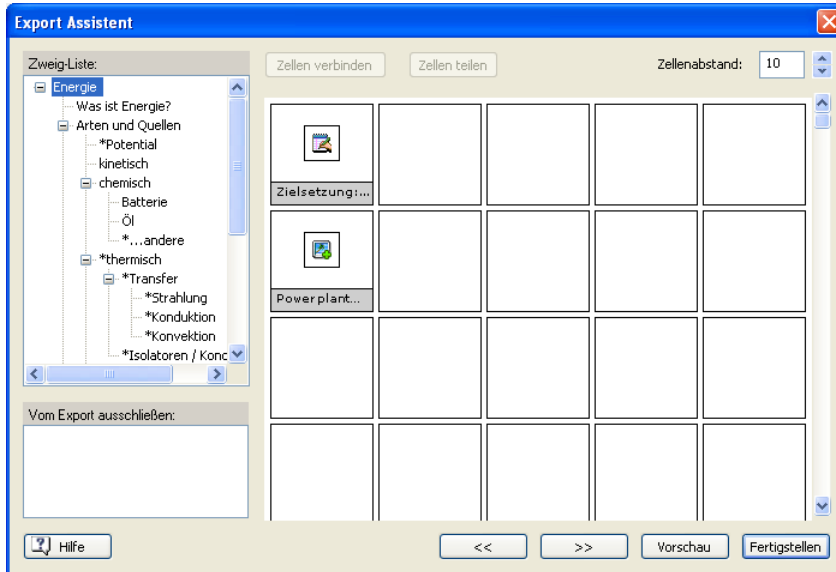 Export Assistent
Zweig-Liste:
Zellen verbinden
Zellen teilen
Zellenabstand:
10
Energie
Was ist Energie?
Arten und Quellen
*Potential
kinetisch
chemisch
Batterie
Öl
*...andere
*thermisch
*Transfer
*Strahlung
*Konduktion
*Konvektion
*Isolatoren / Konc
Zielsetzung:...
Powerplant...
Vom Export ausschließen:
Hilfe
<<
>>
Vorschau
Fertigstellen